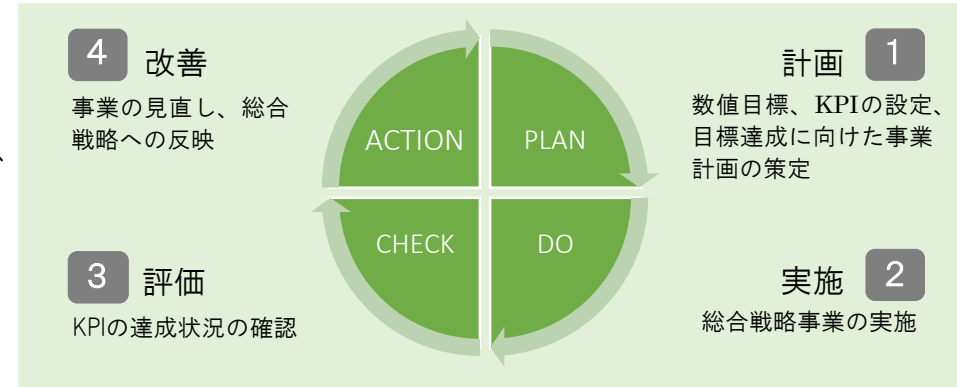 4 改善
事業の見直し、総合
戦略への反映
計画 1
数値目標、KPIの設定、
目標達成に向けた事業
計画の策定
ACTION
PLAN
CHECK
DO
3 評価
KPIの達成状況の確認
実施 2
総合戦略事業の実施
、